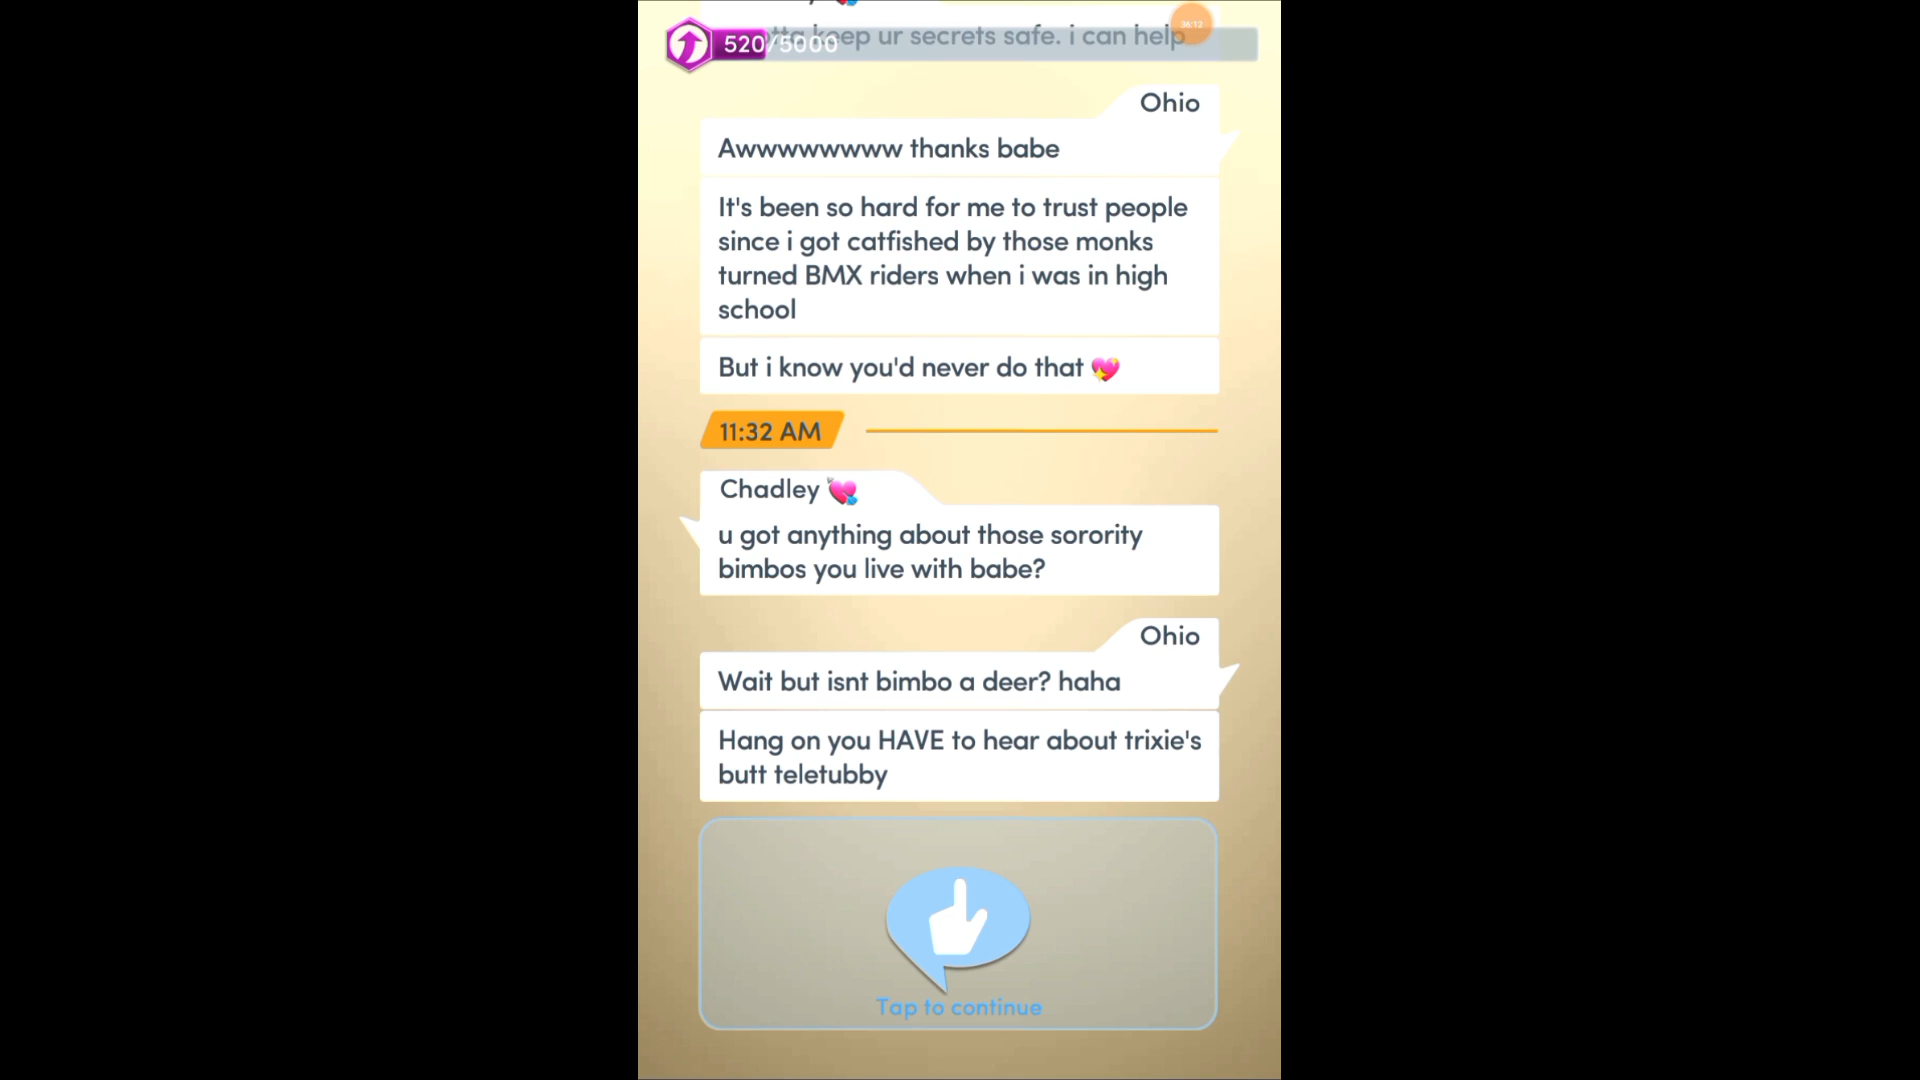 keep ur secrets safe. i can help
36:12
520/5000
Ohio
Awwwwwwww thanks babe
It's been so hard for me to trust people
since i got catfished by those monks
turned BMX riders when i was in high
school
But i know you'd never do that 💖
11:32 AM
Chadley 💘
u got anything about those sorority
bimbos you live with babe?
Ohio
Wait but isnt bimbo a deer? haha
Hang on you HAVE to hear about trixie's
butt teletubby
Tap to continue